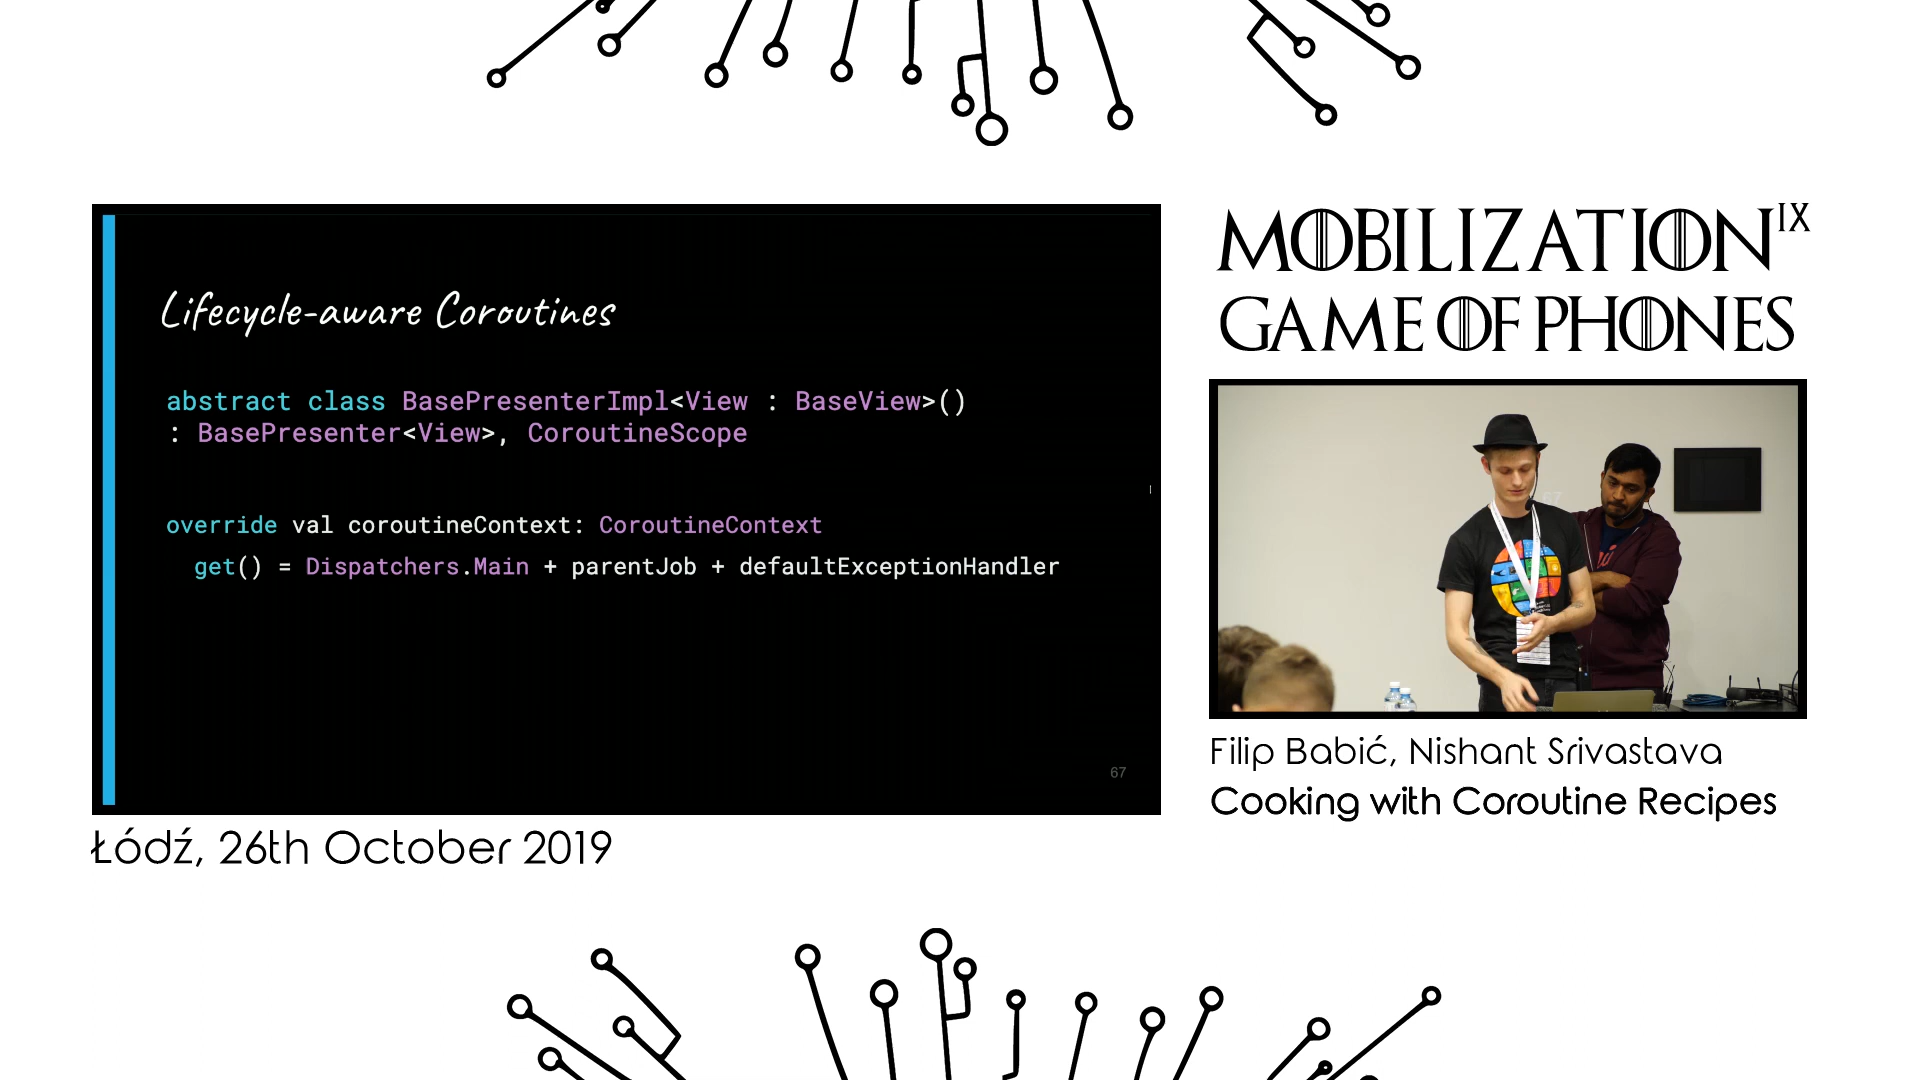 Lifecycle-aware Coroutines
abstract class BasePresenterImpl<View : BaseView>()
: BasePresenter<View>, CoroutineScope
override val coroutineContext: CoroutineContext
get() = Dispatchers.Main + parentJob + defaultExceptionHandler
67
Łódź, 26th October 2019
MOBILIZATION IX
GAME OF PHONES
67
Filip Babić, Nishant Srivastava
Cooking with Coroutine Recipes